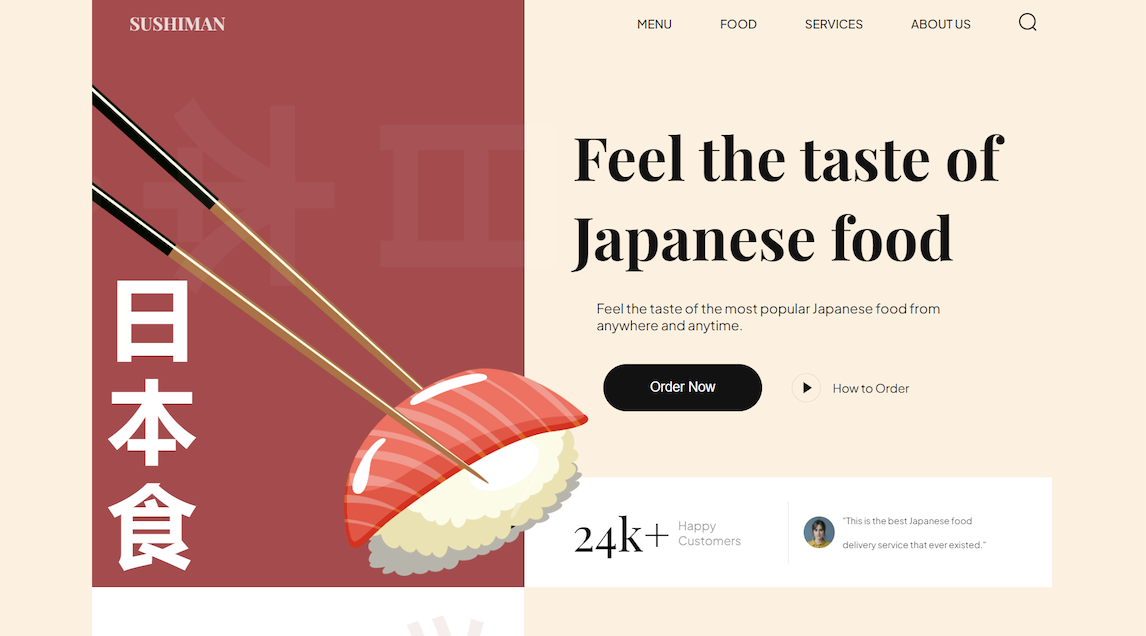 SUSHIMAN
MENU FOOD SERVICES ABOUT US
Feel the taste of
Japanese food
Feel the taste of the most popular Japanese food from
anywhere and anytime.
Order Now
How to Order
日
本
食
24k+
Happy
Customers
"This is the best Japanese food
delivery service that ever existed."